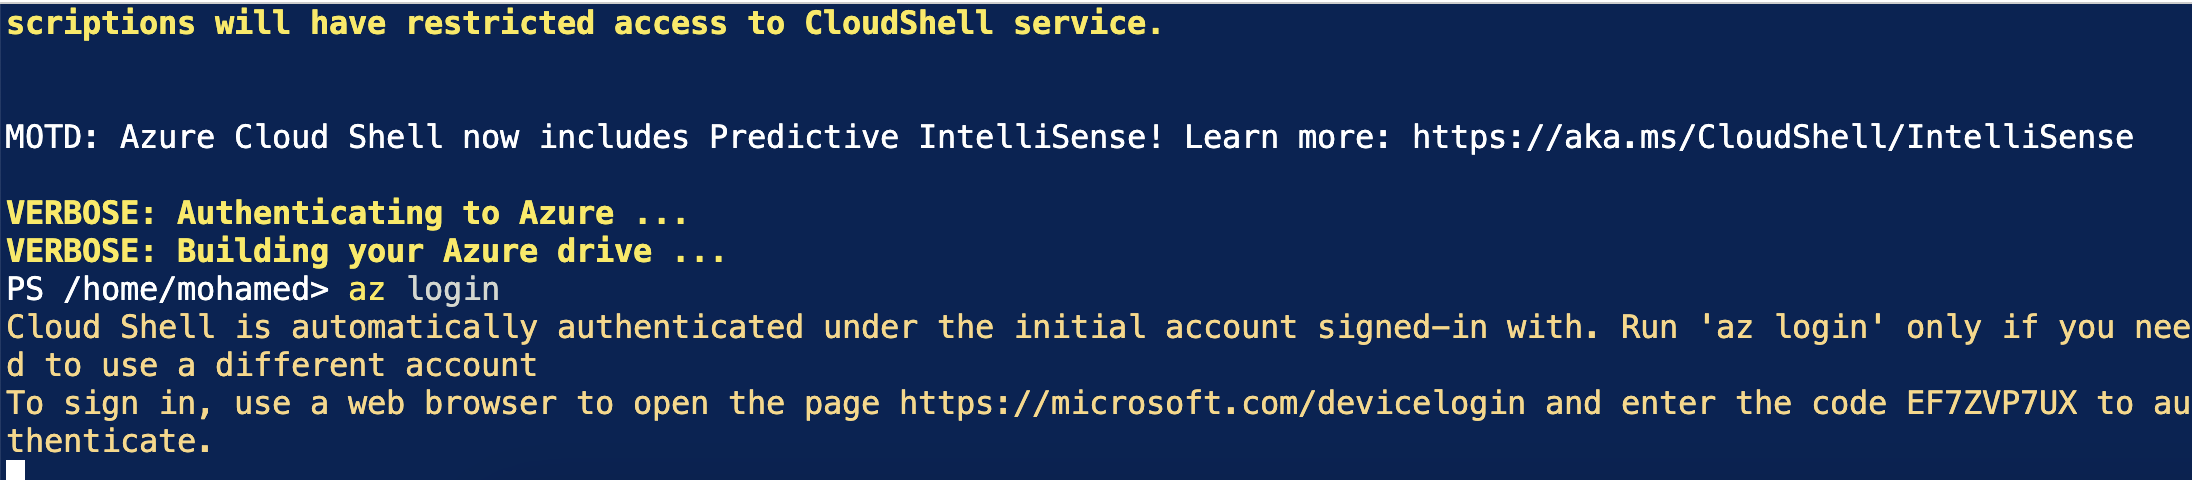 scriptions will have restricted access to CloudShell service.
MOTD: Azure Cloud Shell now includes Predictive IntelliSense! Learn more: https://aka.ms/CloudShell/IntelliSense
VERBOSE: Authenticating to Azure ...
VERBOSE: Building your Azure drive ...
PS /home/mohamed> az login
Cloud Shell is automatically authenticated under the initial account signed-in with. Run 'az login' only if you nee
d to use a different account
To sign in, use a web browser to open the page https://microsoft.com/devicelogin and enter the code EF7ZVP7UX to au
thenticate.